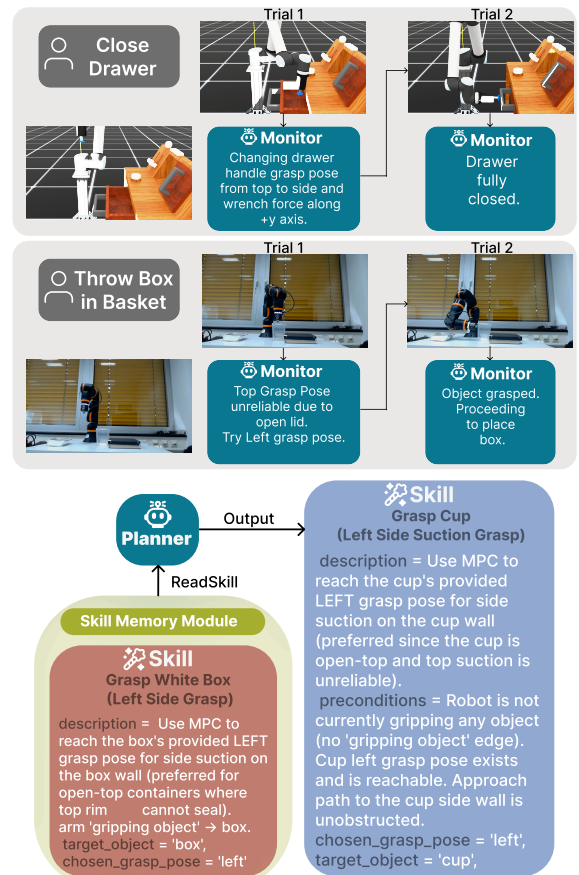 Close
Drawer
Trial 1
Trial 2
Monitor
Changing drawer
handle grasp pose
from top to side and
wrench force along
+y axis.
Monitor
Drawer
fully
closed.
Throw Box
in Basket
Trial 1
Trial 2
Monitor
Top Grasp Pose
unreliable due to
open lid.
Try Left grasp pose.
Monitor
Object grasped.
Proceeding
to place
box.
Planner
Output
ReadSkill
Skill Memory Module
Skill
Grasp White Box
(Left Side Grasp)
description = Use MPC to
reach the box's provided LEFT
grasp pose for side suction on
the box wall (preferred for
open-top containers where
top rim cannot seal).
arm 'gripping object' → box.
target_object = 'box',
chosen_grasp_pose = 'left'
Skill
Grasp Cup
(Left Side Suction Grasp)
description = Use MPC to
reach the cup's provided
LEFT grasp pose for side
suction on the cup wall
(preferred since the cup is
open-top and top suction is
unreliable).
preconditions = Robot is not
currently gripping any object
(no 'gripping object' edge).
Cup left grasp pose exists
and is reachable. Approach
path to the cup side wall is
unobstructed.
chosen_grasp_pose = 'left',
target_object = 'cup',